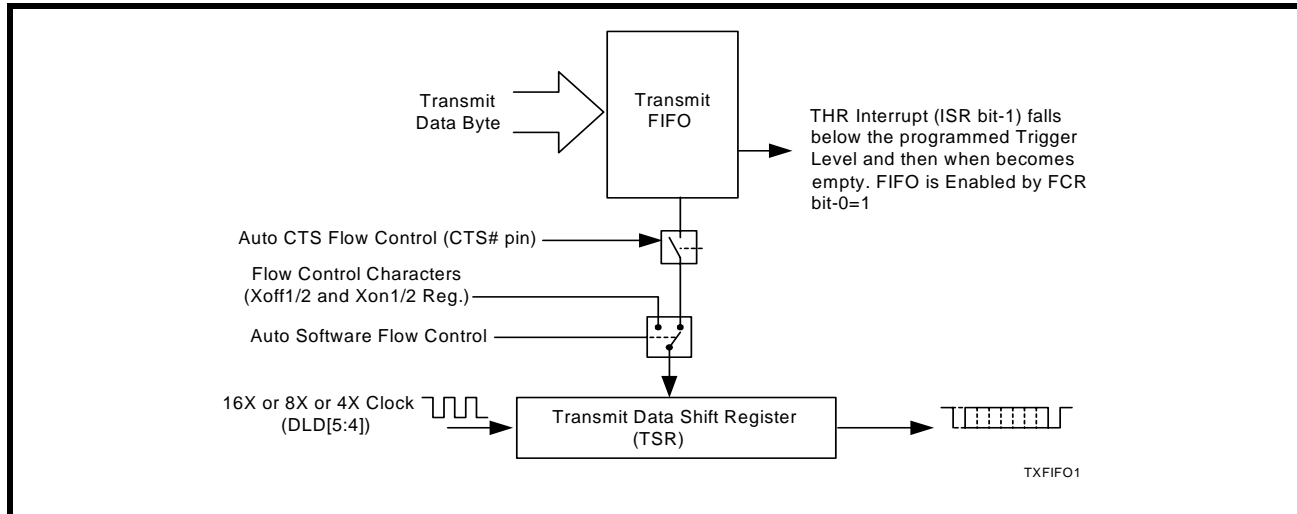 Transmit
Data Byte
Transmit
FIFO
THR Interrupt (ISR bit-1) falls
below the programmed Trigger
Level and then when becomes
empty. FIFO is Enabled by FCR
bit-0=1
Auto CTS Flow Control (CTS# pin)
Flow Control Characters
(Xoff1/2 and Xon1/2 Reg.)
Auto Software Flow Control
16X or 8X or 4X Clock
(DLD[5:4])
Transmit Data Shift Register
(TSR)
TXFIFO1